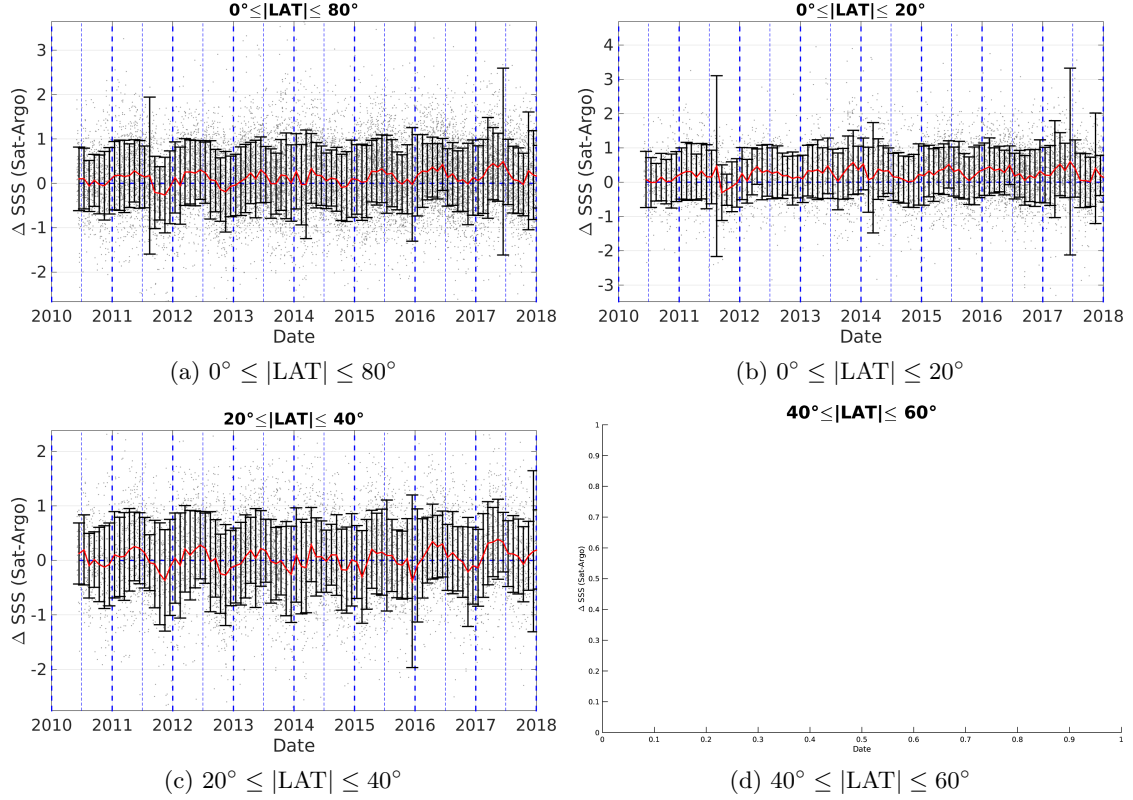 0°≤|LAT|≤ 80°
Δ SSS (Sat-Argo)
3
2
1
0
-1
-2
2010 2011 2012 2013 2014 2015 2016 2017 2018
Date
(a) 0° ≤ |LAT| ≤ 80°
0°≤|LAT|≤ 20°
Δ SSS (Sat-Argo)
4
3
2
1
0
-1
-2
-3
2010 2011 2012 2013 2014 2015 2016 2017 2018
Date
(b) 0° ≤ |LAT| ≤ 20°
20°≤|LAT|≤ 40°
Δ SSS (Sat-Argo)
2
1
0
-1
-2
2010 2011 2012 2013 2014 2015 2016 2017 2018
Date
(c) 20° ≤ |LAT| ≤ 40°
40°≤|LAT|≤ 60°
Δ SSS (Sat-Argo)
1
0.9
0.8
0.7
0.6
0.5
0.4
0.3
0.2
0.1
0
0 0.1 0.2 0.3 0.4 0.5 0.6 0.7 0.8 0.9 1
Date
(d) 40° ≤ |LAT| ≤ 60°